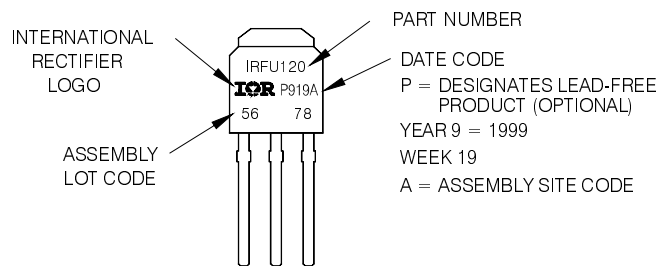 INTERNATIONAL
RECTIFIER
LOGO
ASSEMBLY
LOT CODE
IRFU120
IOR P919A
56 78
PART NUMBER
DATE CODE
P = DESIGNATES LEAD-FREE
PRODUCT (OPTIONAL)
YEAR 9 = 1999
WEEK 19
A = ASSEMBLY SITE CODE